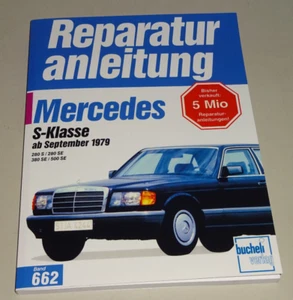 Reparatur
anleitung
Bisher
verkauft:
5 Mio
Reparatur-
anleitungen!
Mercedes
S-Klasse
ab September 1979
280 S / 280 SE
380 SE / 500 SE
Band
662
bucheli
verlag